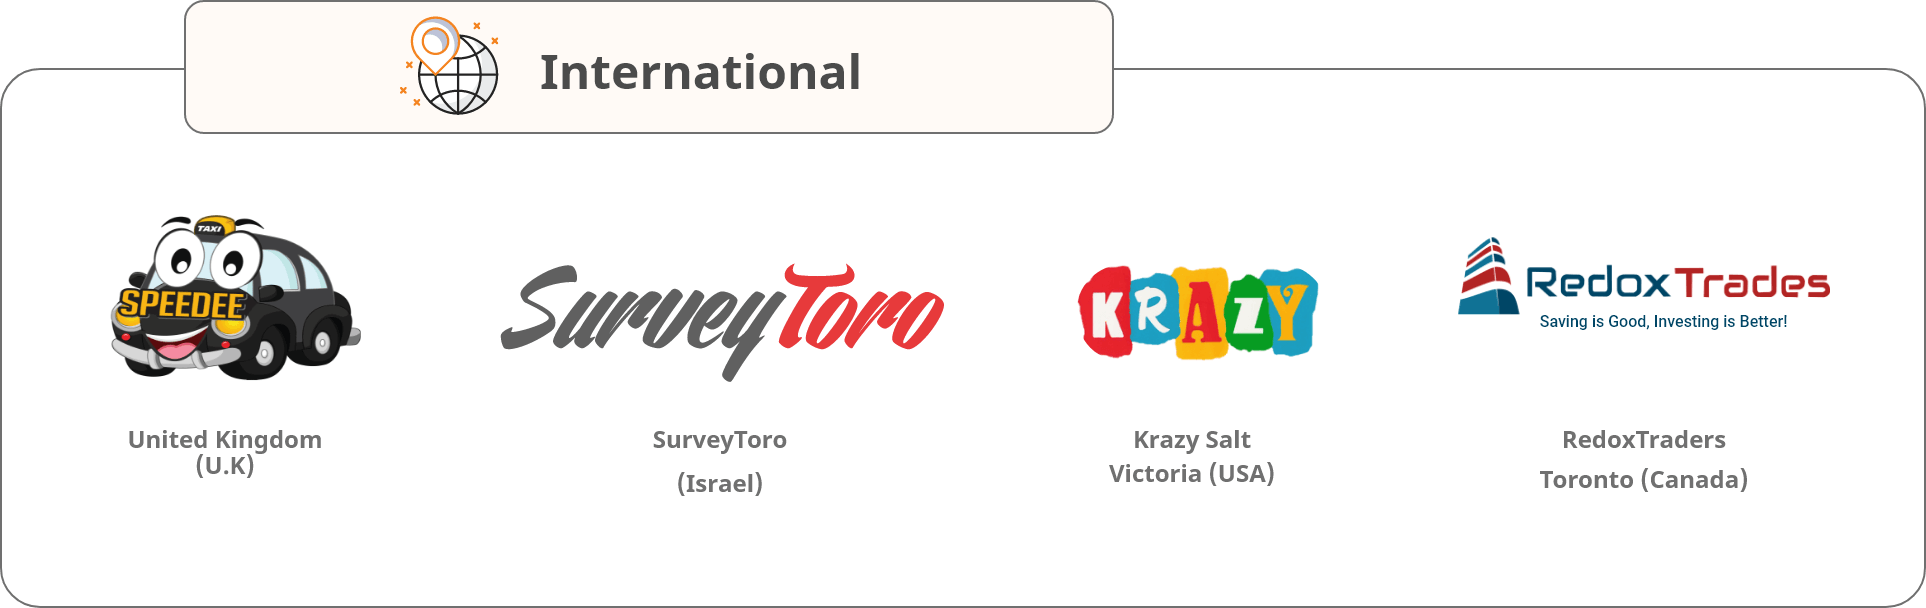 International
TAXI
SPEEDEE
SurveyToro
KRAZY
RedoxTrades
Saving is Good, Investing is Better!
United Kingdom
(U.K)
SurveyToro
(Israel)
Krazy Salt
Victoria (USA)
RedoxTraders
Toronto (Canada)